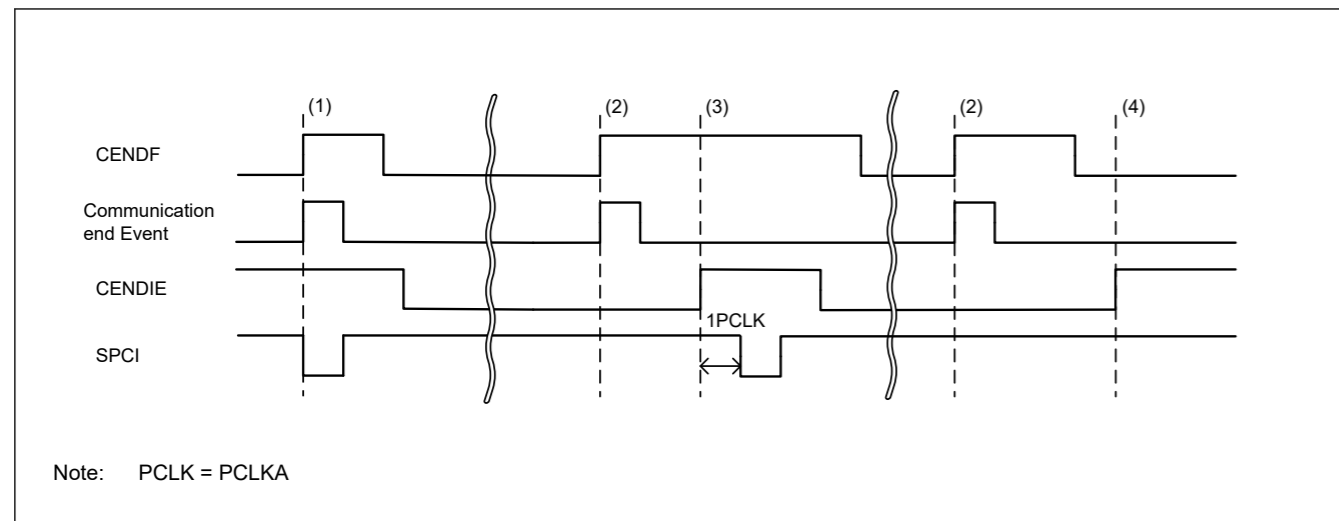 (1)
(2)
(3)
(2)
(4)
CENDF
Communication
end Event
CENDIE
1PCLK
SPCI
Note: PCLK = PCLKA